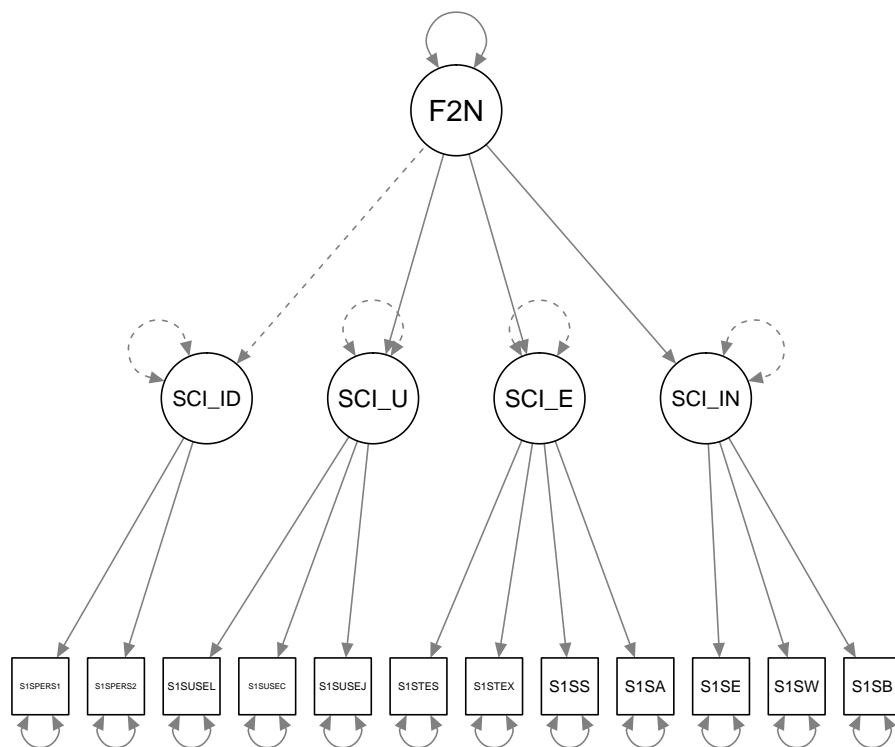 F2N
SCI_ID SCI_U SCI_E SCI_IN
S1SPERS1 S1SPERS2 S1SUSEL S1SUSEC S1SUSEJ S1STES S1STEX S1SS S1SA S1SE S1SW S1SB